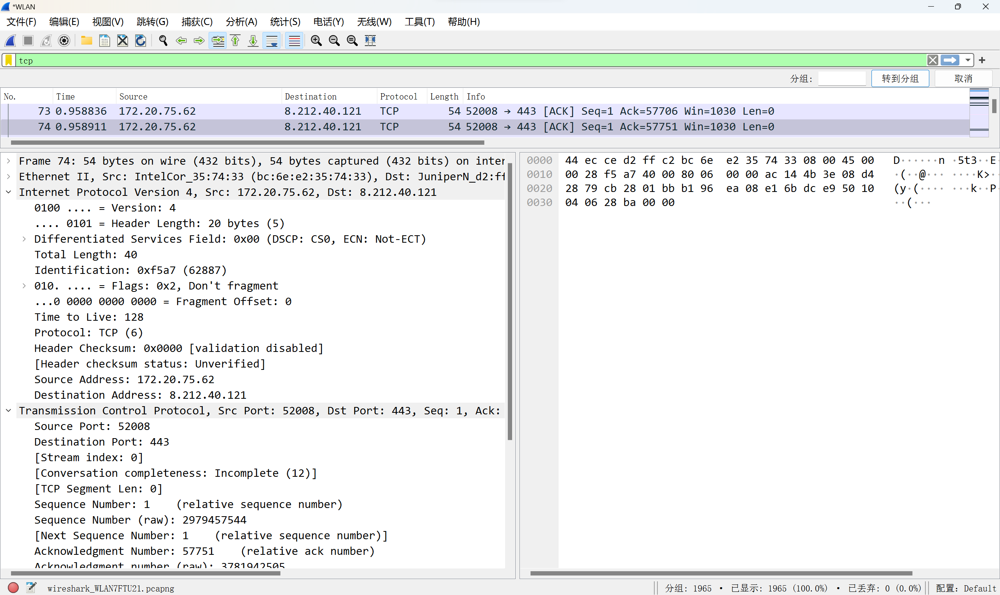 *WLAN
文件(F) 编辑(E) 视图(V) 跳转(G) 捕获(C) 分析(A) 统计(S) 电话(Y) 无线(W) 工具(T) 帮助(H)
tcp
分组: 转到分组 取消
No. Time Source Destination Protocol Length Info
73 0.958836 172.20.75.62 8.212.40.121 TCP 54 52008 → 443 [ACK] Seq=1 Ack=57706 Win=1030 Len=0
74 0.958911 172.20.75.62 8.212.40.121 TCP 54 52008 → 443 [ACK] Seq=1 Ack=57751 Win=1030 Len=0
Frame 74: 54 bytes on wire (432 bits), 54 bytes captured (432 bits) on inter
Ethernet II, Src: IntelCor_35:74:33 (bc:6e:e2:35:74:33), Dst: JuniperN_d2:ff
Internet Protocol Version 4, Src: 172.20.75.62, Dst: 8.212.40.121
0100 .... = Version: 4
.... 0101 = Header Length: 20 bytes (5)
Differentiated Services Field: 0x00 (DSCP: CS0, ECN: Not-ECT)
Total Length: 40
Identification: 0xf5a7 (62887)
010. .... = Flags: 0x2, Don't fragment
...0 0000 0000 0000 = Fragment Offset: 0
Time to Live: 128
Protocol: TCP (6)
Header Checksum: 0x0000 [validation disabled]
[Header checksum status: Unverified]
Source Address: 172.20.75.62
Destination Address: 8.212.40.121
Transmission Control Protocol, Src Port: 52008, Dst Port: 443, Seq: 1, Ack:
Source Port: 52008
Destination Port: 443
[Stream index: 0]
[Conversation completeness: Incomplete (12)]
[TCP Segment Len: 0]
Sequence Number: 1 (relative sequence number)
Sequence Number (raw): 2979457544
[Next Sequence Number: 1 (relative sequence number)]
Acknowledgment Number: 57751 (relative ack number)
Acknowledgment number (raw): 3781942505
0000 44 ec ce d2 ff c2 bc 6e e2 35 74 33 08 00 45 00 D······n ·5t3··E·
0010 00 28 f5 a7 40 00 80 06 00 00 ac 14 4b 3e 08 d4 ·(··@··· ····K>··
0020 28 79 cb 28 01 bb b1 96 ea 08 e1 6b dc e9 50 10 (y·(···· ···k··P·
0030 04 06 28 ba 00 00 ··(···
wireshark_WLAN7FTU21.pcapng 分组: 1965 · 已显示: 1965 (100.0%) · 已丢弃: 0 (0.0%) 配置: Default